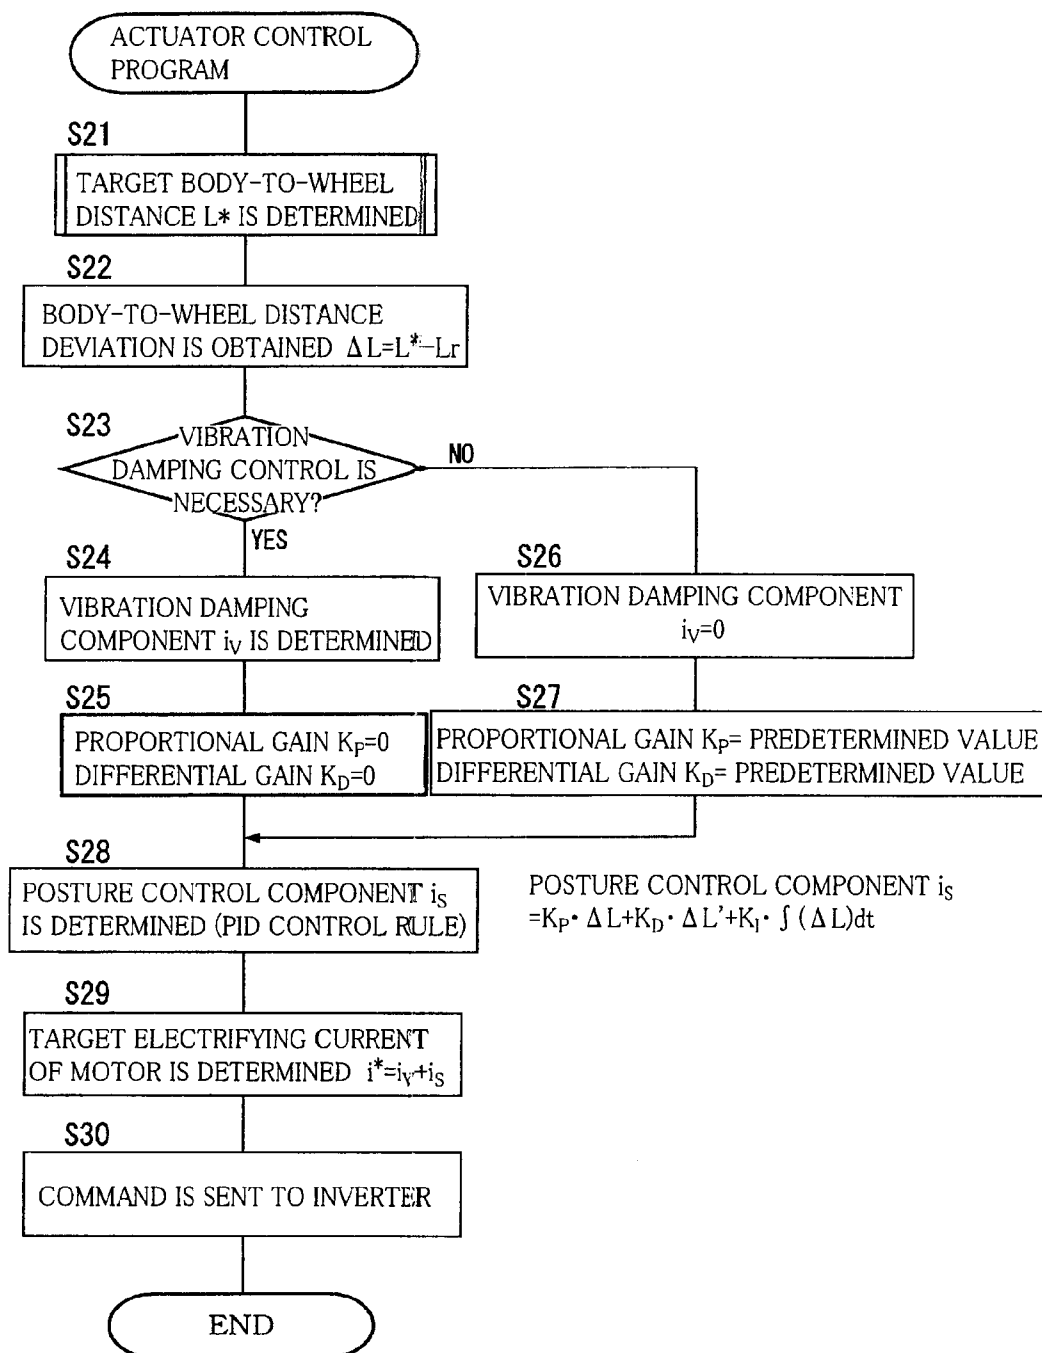 ACTUATOR CONTROL
PROGRAM
S21
TARGET BODY-TO-WHEEL
DISTANCE L* IS DETERMINED
S22
BODY-TO-WHEEL DISTANCE
DEVIATION IS OBTAINED ΔL=L*-Lr
S23
VIBRATION
DAMPING CONTROL IS
NECESSARY?
NO
YES
S24
VIBRATION DAMPING
COMPONENT iV IS DETERMINED
S26
VIBRATION DAMPING COMPONENT
iV=0
S25
PROPORTIONAL GAIN KP=0
DIFFERENTIAL GAIN KD=0
S27
PROPORTIONAL GAIN KP= PREDETERMINED VALUE
DIFFERENTIAL GAIN KD= PREDETERMINED VALUE
S28
POSTURE CONTROL COMPONENT iS
IS DETERMINED (PID CONTROL RULE)
POSTURE CONTROL COMPONENT iS
=KP· ΔL+KD· ΔL'+KI· ∫(ΔL)dt
S29
TARGET ELECTRIFYING CURRENT
OF MOTOR IS DETERMINED i*=iV+iS
S30
COMMAND IS SENT TO INVERTER
END